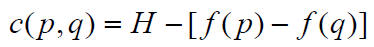 c(p,q) = H − [f(p) − f(q)]